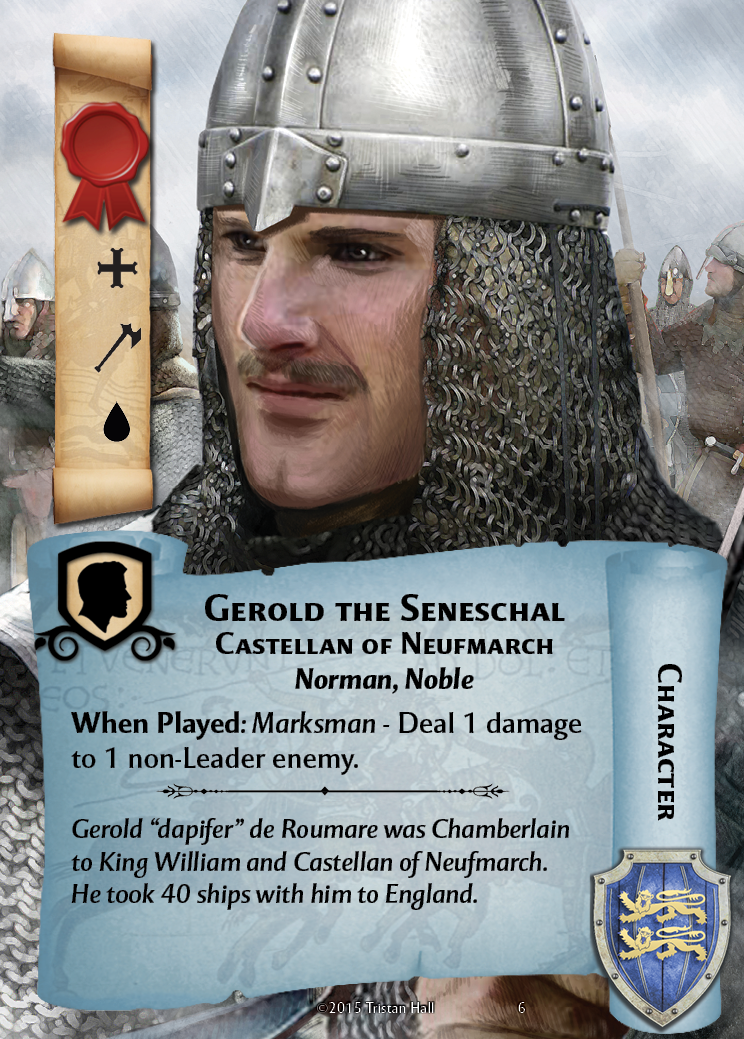 Gerold the Seneschal
Castellan of Neufmarch
Norman, Noble
When Played: Marksman - Deal 1 damage
to 1 non-Leader enemy.
Gerold “dapifer” de Roumare was Chamberlain
to King William and Castellan of Neufmarch.
He took 40 ships with him to England.
Character
©2015 Tristan Hall
6